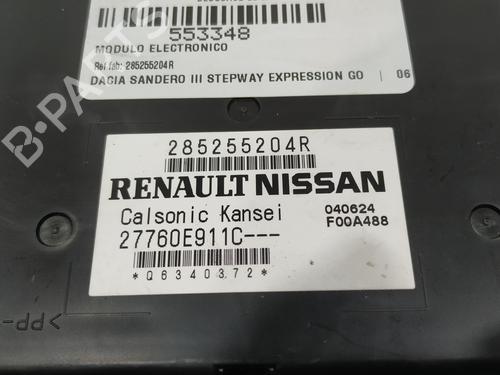 553348
MODULO ELECTRONICO
Ref fab: 285255204R
DACIA SANDERO III STEPWAY EXPRESSION GO | 06
285255204R
RENAULT NISSAN
Calsonic Kansei 040624
27760E911C--- F00A488
*Q6340372*
>PP-
B-PARTS